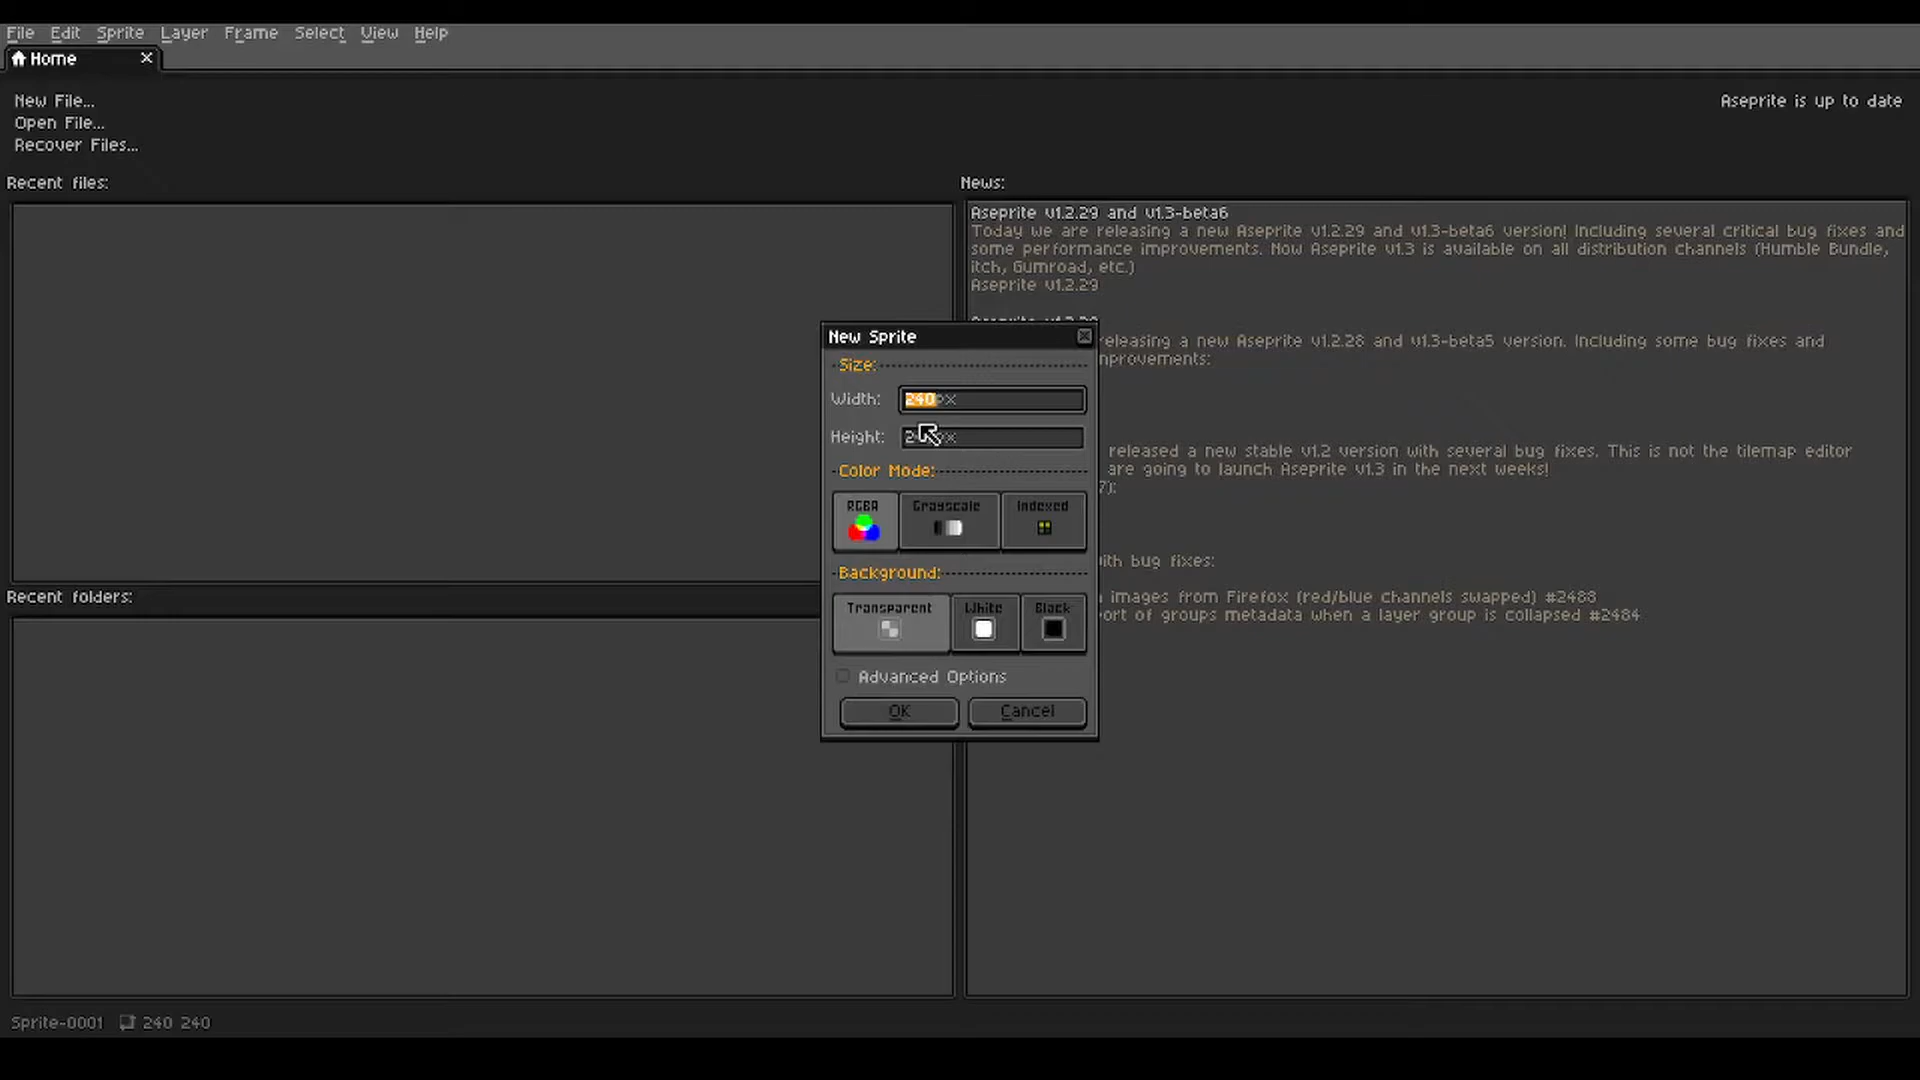 File Edit Sprite Layer Frame Select View Help
Home
New File...
Open File...
Recover Files...
Aseprite is up to date
Recent files:
News:
Aseprite v1.2.29 and v1.3-beta6
Today we are releasing a new Aseprite v1.2.29 and v1.3-beta6 version! Including several critical bug fixes and
some performance improvements. Now Aseprite v1.3 is available on all distribution channels (Humble Bundle,
itch, Gumroad, etc.)
Aseprite v1.2.29
New Sprite
releasing a new Aseprite v1.2.28 and v1.3-beta5 version. Including some bug fixes and
Size:
Width: 240px
Height:
Color Mode:
released a new stable v1.2 version with several bug fixes. This is not the tilemap editor
are going to launch Aseprite v1.3 in the next weeks!
7):
RGBA Grayscale Indexed
with bug fixes:
Background:
images from Firefox (red/blue channels swapped) #2483
of groups metadata when a layer group is collapsed #2484
Transparent White Black
Advanced Options
OK Cancel
Recent folders:
Sprite-0001 240 240